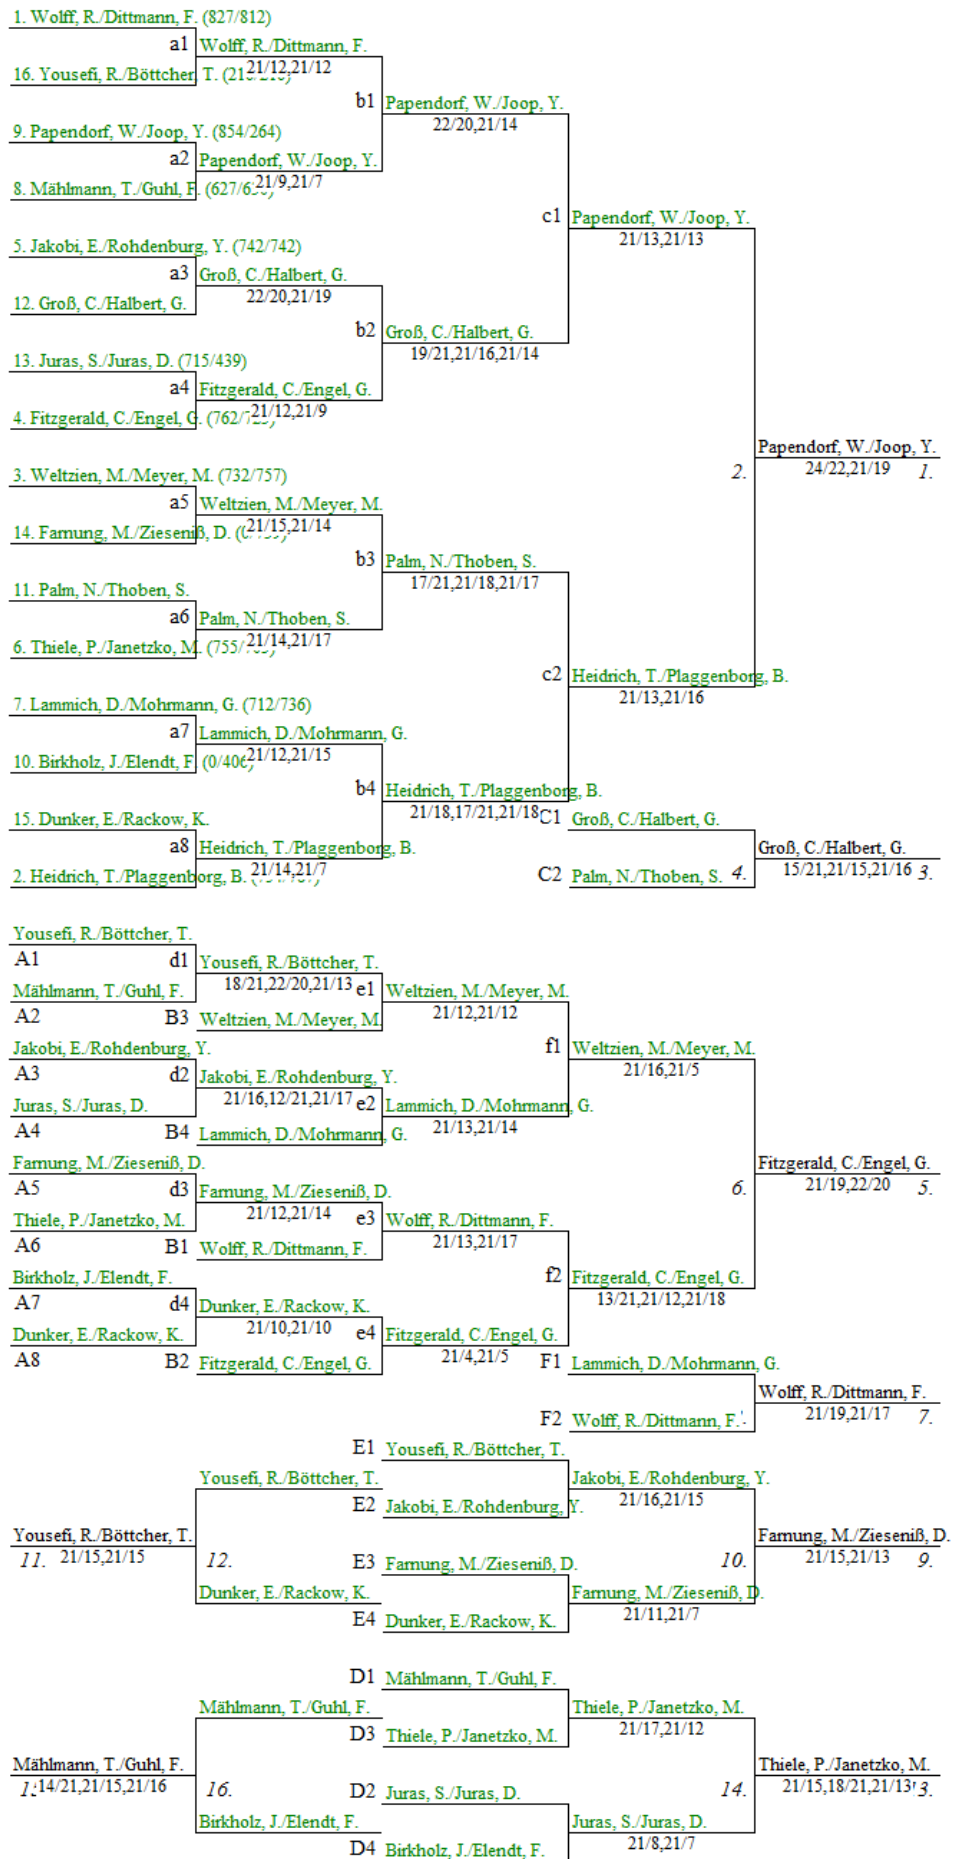 1. Wolff, R./Dittmann, F. (827/812)
a1 Wolff, R./Dittmann, F.
21/12,21/12
16. Yousefi, R./Böttcher, T.
b1 Papendorf, W./Joop, Y.
22/20,21/14
9. Papendorf, W./Joop, Y. (854/264)
a2 Papendorf, W./Joop, Y.
21/9,21/7
8. MähLmann, T./Guhl, F.
c1 Papendorf, W./Joop, Y.
21/13,21/13
5. Jakobi, E./Rohdenburg, Y. (742/742)
a3 Groß, C./Halbert, G.
22/20,21/19
12. Groß, C./Halbert, G.
b2 Groß, C./Halbert, G.
19/21,21/16,21/14
13. Juras, S./Juras, D. (715/439)
a4 Fitzgerald, C./Engel, G.
21/12,21/9
4. Fitzgerald, C./Engel, G.
Papendorf, W./Joop, Y.
2. 24/22,21/19 1.
3. Weltzien, M./Meyer, M. (732/757)
a5 Weltzien, M./Meyer, M.
21/15,21/14
14. Farnung, M./Zieseniß, D.
b3 Palm, N./Thoben, S.
17/21,21/18,21/17
11. Palm, N./Thoben, S.
a6 Palm, N./Thoben, S.
21/14,21/17
6. Thiele, P./Janetzko, M.
c2 Heidrich, T./Plaggenborg, B.
21/13,21/16
7. Lammich, D./Mohrmann, G. (712/736)
a7 Lammich, D./Mohrmann, G.
21/12,21/15
10. Birkholz, J./Elendt, F. (0/406)
b4 Heidrich, T./Plaggenborg, B.
21/18,17/21,21/18
C1 Groß, C./Halbert, G.
15. Dunker, E./Rackow, K.
a8 Heidrich, T./Plaggenborg, B.
21/14,21/7
Groß, C./Halbert, G.
15/21,21/15,21/16 3.
2. Heidrich, T./Plaggenborg, B.
C2 Palm, N./Thoben, S. 4.
Yousefi, R./Böttcher, T.
A1 d1 Yousefi, R./Böttcher, T.
18/21,22/20,21/13
Mählmann, T./Guhl, F.
e1 Weltzien, M./Meyer, M.
21/12,21/12
A2 B3 Weltzien, M./Meyer, M.
Jakobi, E./Rohdenburg, Y.
f1 Weltzien, M./Meyer, M.
21/16,21/5
A3 d2 Jakobi, E./Rohdenburg, Y.
21/16,12/21,21/17
Juras, S./Juras, D.
e2 Lammich, D./Mohrmann, G.
21/13,21/14
A4 B4 Lammich, D./Mohrmann, G.
Farnung, M./Zieseniß, D.
Fitzgerald, C./Engel, G.
6. 21/19,22/20 5.
A5 d3 Farnung, M./Zieseniß, D.
21/12,21/14
Thiele, P./Janetzko, M.
e3 Wolff, R./Dittmann, F.
21/13,21/17
A6 B1 Wolff, R./Dittmann, F.
Birkholz, J./Elendt, F.
f2 Fitzgerald, C./Engel, G.
13/21,21/12,21/18
A7 d4 Dunker, E./Rackow, K.
21/10,21/10
Dunker, E./Rackow, K.
e4 Fitzgerald, C./Engel, G.
21/4,21/5
A8 B2 Fitzgerald, C./Engel, G.
F1 Lammich, D./Mohrmann, G.
Wolff, R./Dittmann, F.
21/19,21/17 7.
F2 Wolff, R./Dittmann, F.
E1 Yousefi, R./Böttcher, T.
Yousefi, R./Böttcher, T.
Jakobi, E./Rohdenburg, Y.
21/16,21/15
E2 Jakobi, E./Rohdenburg, Y.
Yousefi, R./Böttcher, T.
11. 21/15,21/15 12.
Farnung, M./Zieseniß, D.
10. 21/15,21/13 9.
E3 Farnung, M./Zieseniß, D.
Dunker, E./Rackow, K.
Farnung, M./Zieseniß, D.
21/11,21/7
E4 Dunker, E./Rackow, K.
D1 Mählmann, T./Guhl, F.
Mählmann, T./Guhl, F.
Thiele, P./Janetzko, M.
21/17,21/12
D3 Thiele, P./Janetzko, M.
Mählmann, T./Guhl, F.
14/21,21/15,21/16 16.
Thiele, P./Janetzko, M.
14. 21/15,18/21,21/13
D2 Juras, S./Juras, D.
Birkholz, J./Elendt, F.
Juras, S./Juras, D.
21/8,21/7
D4 Birkholz, J./Elendt, F.